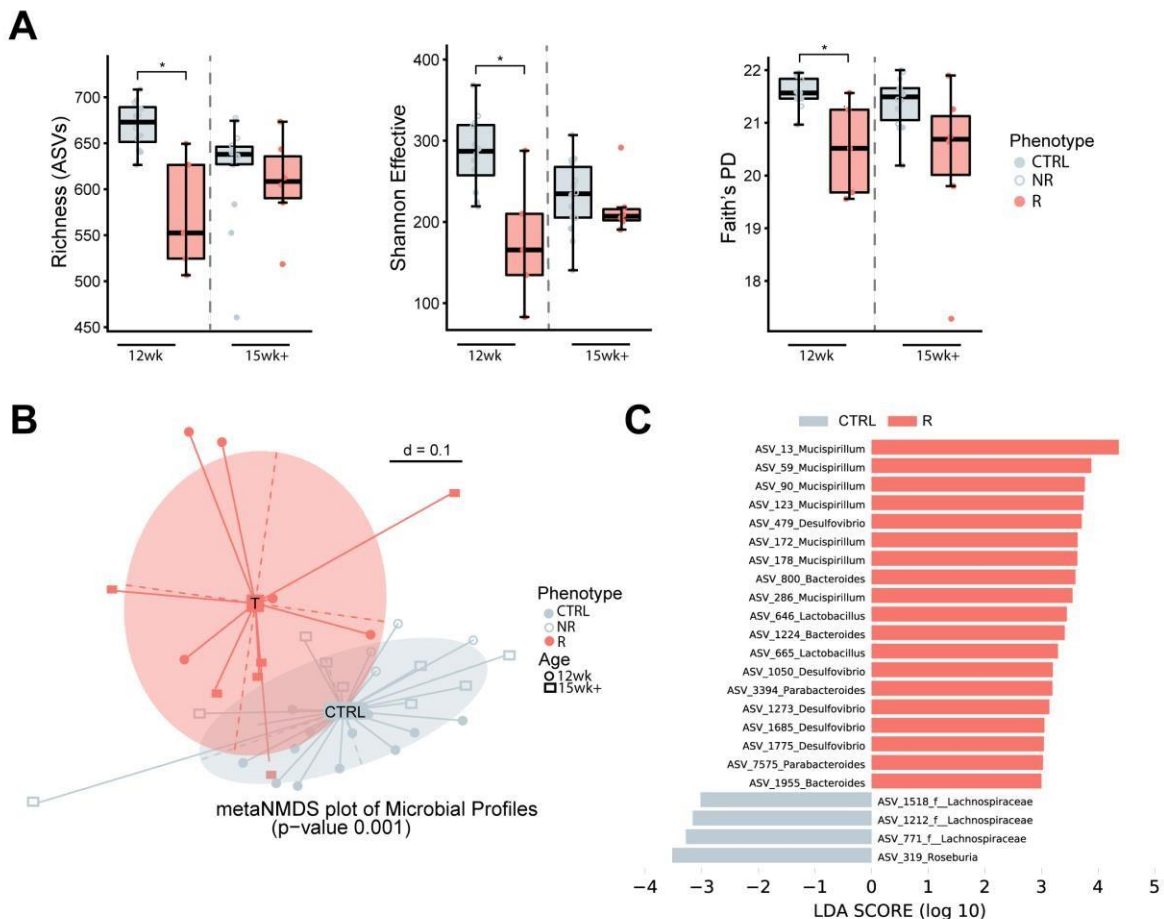 A
Richness (ASVs)
700
650
600
550
500
450
*
12wk
15wk+
Shannon Effective
400
300
200
100
*
12wk
15wk+
Faith's PD
22
21
20
19
18
*
12wk
15wk+
Phenotype
CTRL
NR
R
B
d = 0.1
T
CTRL
Phenotype
CTRL
NR
R
Age
12wk
15wk+
metaNMDS plot of Microbial Profiles
(p−value 0.001)
C
CTRL R
ASV_13_Mucispirillum
ASV_59_Mucispirillum
ASV_90_Mucispirillum
ASV_123_Mucispirillum
ASV_479_Desulfovibrio
ASV_172_Mucispirillum
ASV_178_Mucispirillum
ASV_800_Bacteroides
ASV_286_Mucispirillum
ASV_646_Lactobacillus
ASV_1224_Bacteroides
ASV_665_Lactobacillus
ASV_1050_Desulfovibrio
ASV_3394_Parabacteroides
ASV_1273_Desulfovibrio
ASV_1685_Desulfovibrio
ASV_1775_Desulfovibrio
ASV_7575_Parabacteroides
ASV_1955_Bacteroides
ASV_1518_f__Lachnospiraceae
ASV_1212_f__Lachnospiraceae
ASV_771_f__Lachnospiraceae
ASV_319_Roseburia
−4 −3 −2 −1 0 1 2 3 4 5
LDA SCORE (log 10)